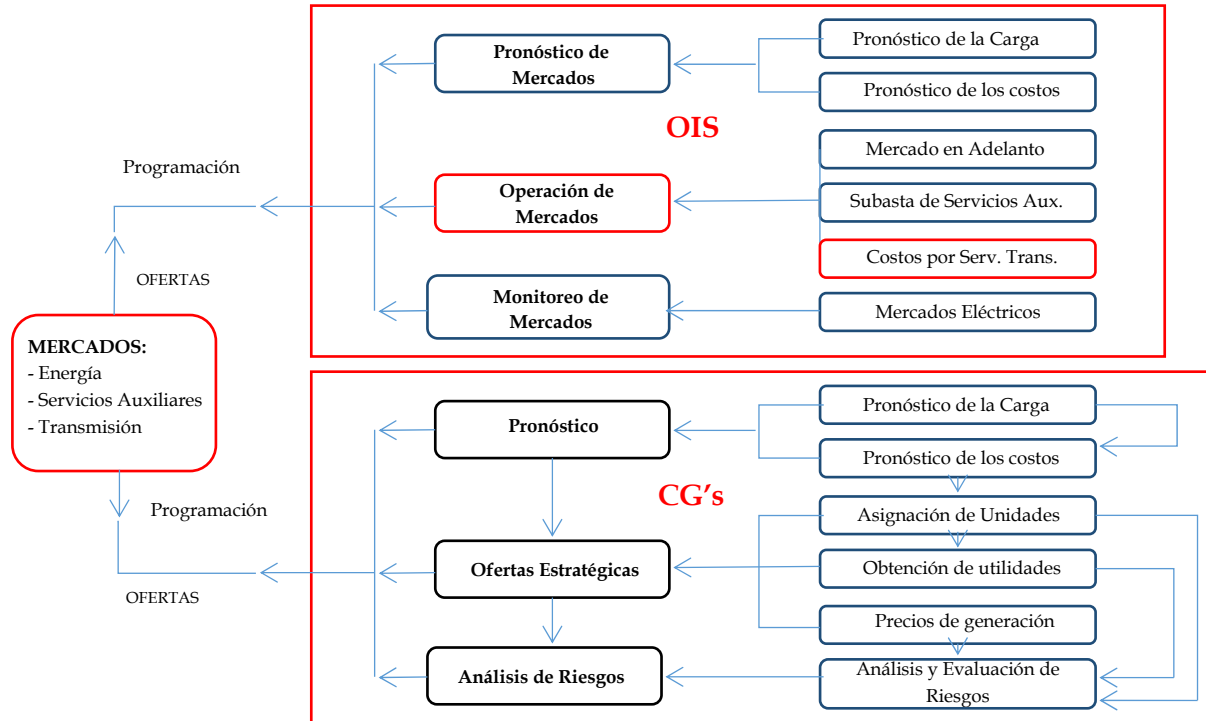 Pronóstico de
Mercados
Pronóstico de la Carga
Pronóstico de los costos
OIS
Programación
Operación de
Mercados
Mercado en Adelanto
Subasta de Servicios Aux.
Costos por Serv. Trans.
OFERTAS
Monitoreo de
Mercados
Mercados Eléctricos
MERCADOS:
- Energía
- Servicios Auxiliares
- Transmisión
Pronóstico
Pronóstico de la Carga
Pronóstico de los costos
CG's
Programación
Asignación de Unidades
Ofertas Estratégicas
Obtención de utilidades
OFERTAS
Precios de generación
Análisis de Riesgos
Análisis y Evaluación de
Riesgos